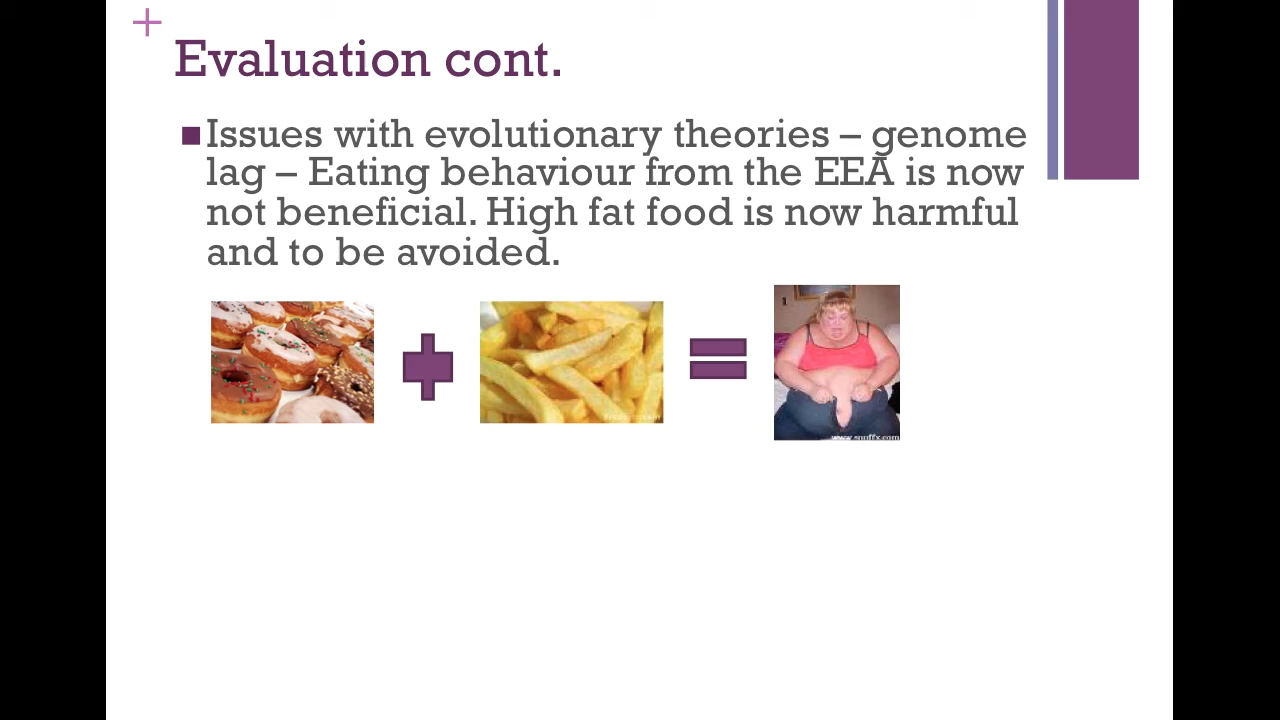 Evaluation cont.
Issues with evolutionary theories – genome
lag – Eating behaviour from the EEA is now
not beneficial. High fat food is now harmful
and to be avoided.